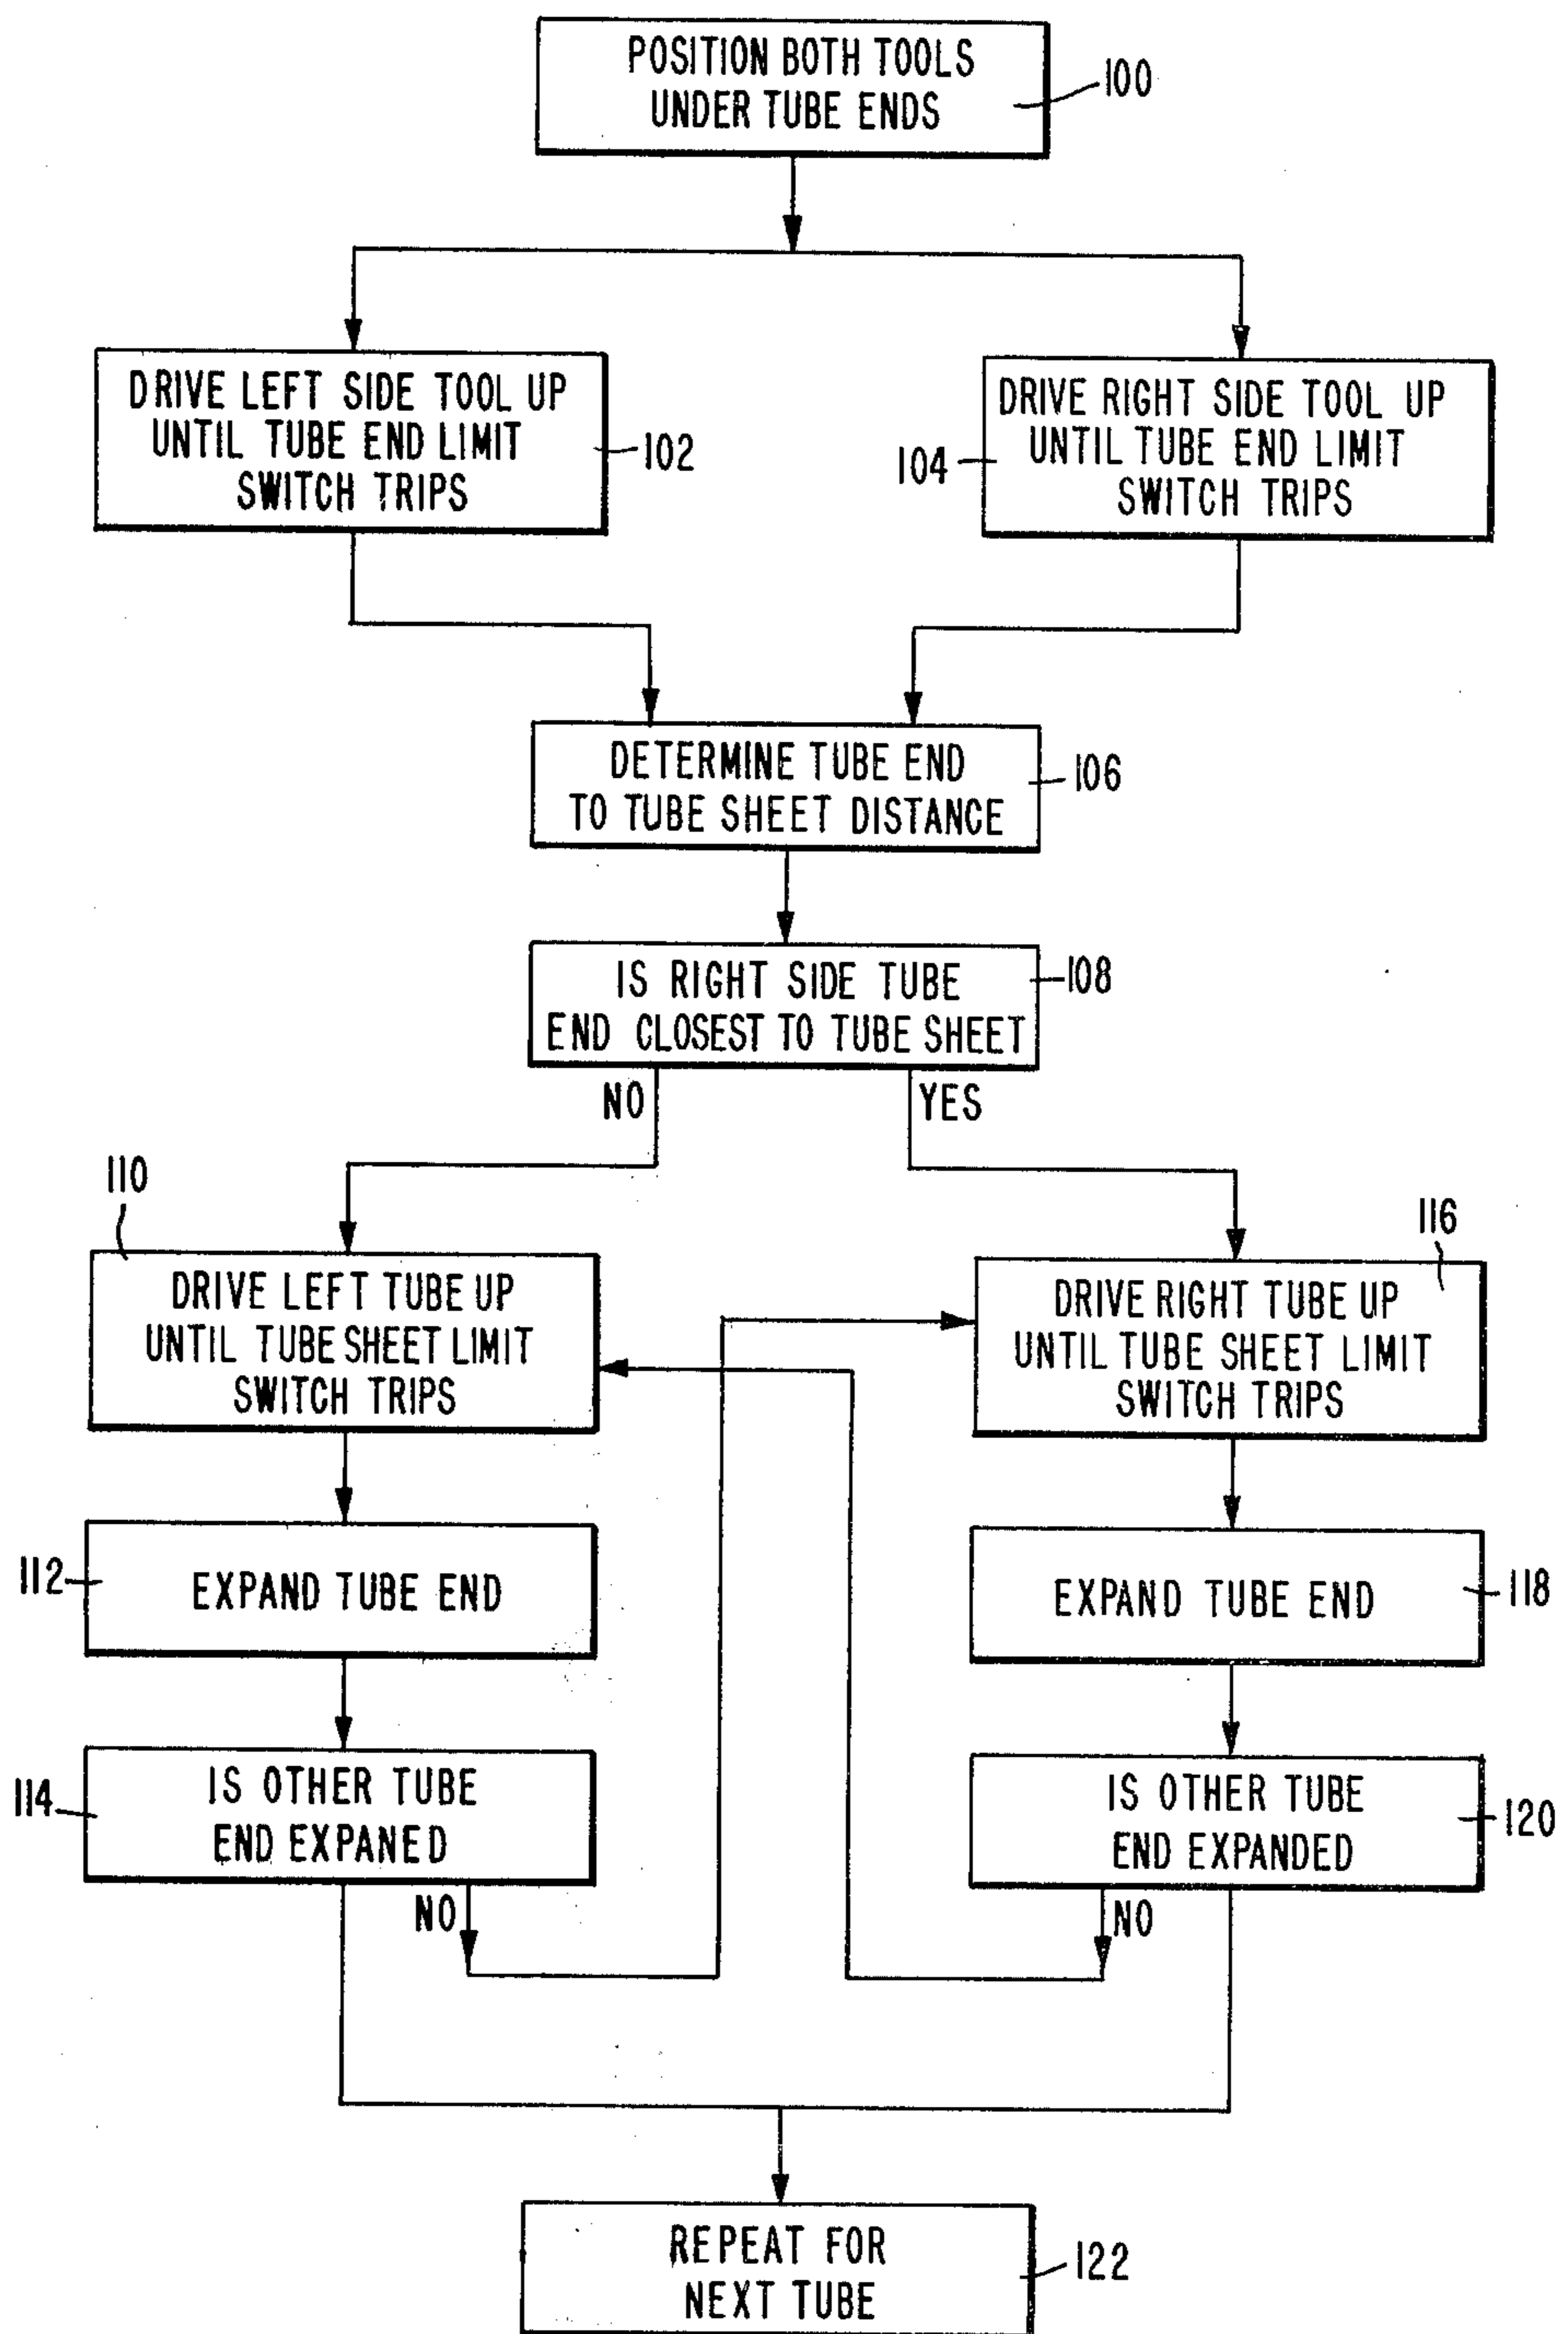 POSITION BOTH TOOLS
UNDER TUBE ENDS
100
DRIVE LEFT SIDE TOOL UP
UNTIL TUBE END LIMIT
SWITCH TRIPS
102
DRIVE RIGHT SIDE TOOL UP
UNTIL TUBE END LIMIT
SWITCH TRIPS
104
DETERMINE TUBE END
TO TUBE SHEET DISTANCE
106
IS RIGHT SIDE TUBE
END CLOSEST TO TUBE SHEET
108
NO
YES
110
DRIVE LEFT TUBE UP
UNTIL TUBE SHEET LIMIT
SWITCH TRIPS
116
DRIVE RIGHT TUBE UP
UNTIL TUBE SHEET LIMIT
SWITCH TRIPS
112
EXPAND TUBE END
EXPAND TUBE END
118
114
IS OTHER TUBE
END EXPANED
IS OTHER TUBE
END EXPANDED
120
NO
NO
REPEAT FOR
NEXT TUBE
122